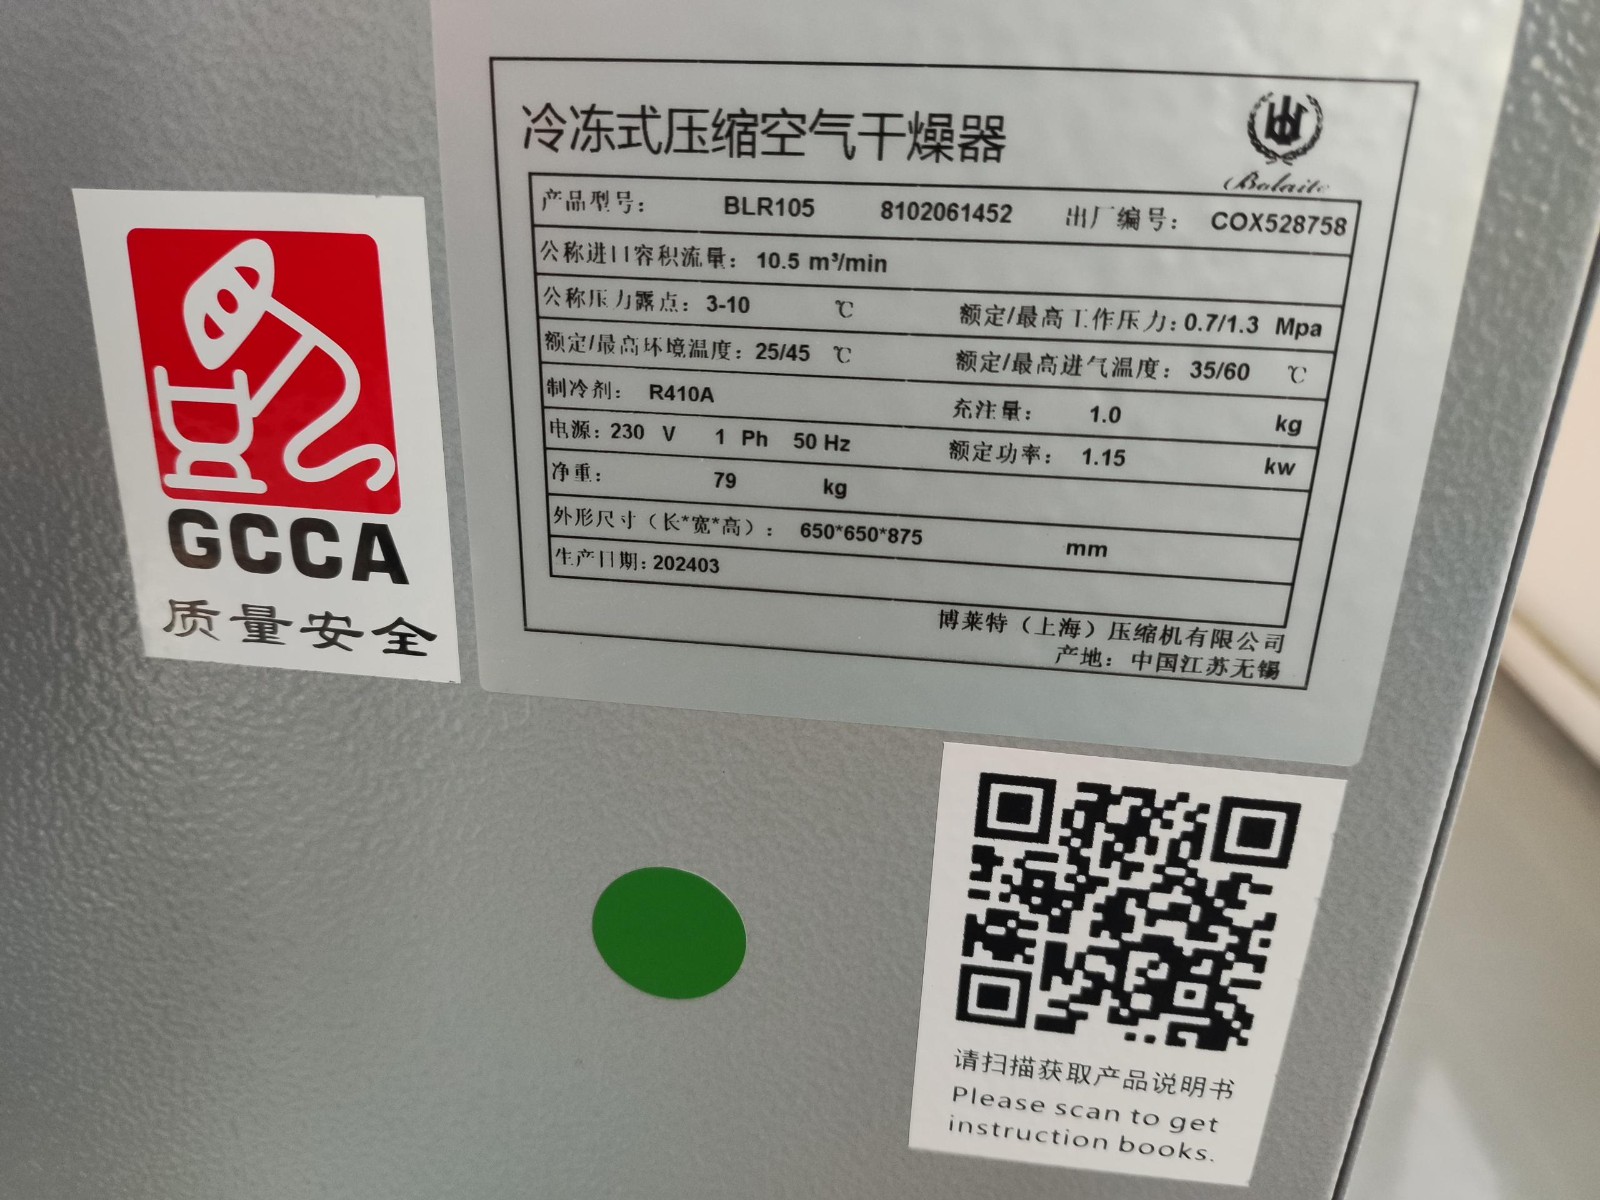 冷冻式压缩空气干燥器
Bolaite
产品型号: BLR105 8102061452 出厂编号: COX528758
公称进口容积流量: 10.5 m³/min
公称压力露点: 3-10 ℃ 额定/最高工作压力: 0.7/1.3 Mpa
额定/最高环境温度: 25/45 ℃ 额定/最高进气温度: 35/60 ℃
制冷剂: R410A 充注量: 1.0 kg
电源: 230 V 1 Ph 50 Hz 额定功率: 1.15 kw
净重: 79 kg
外形尺寸（长*宽*高）: 650*650*875 mm
生产日期: 202403
博莱特（上海）压缩机有限公司
产地: 中国江苏无锡
GCCA
质量安全
请扫描获取产品说明书
Please scan to get
instruction books.